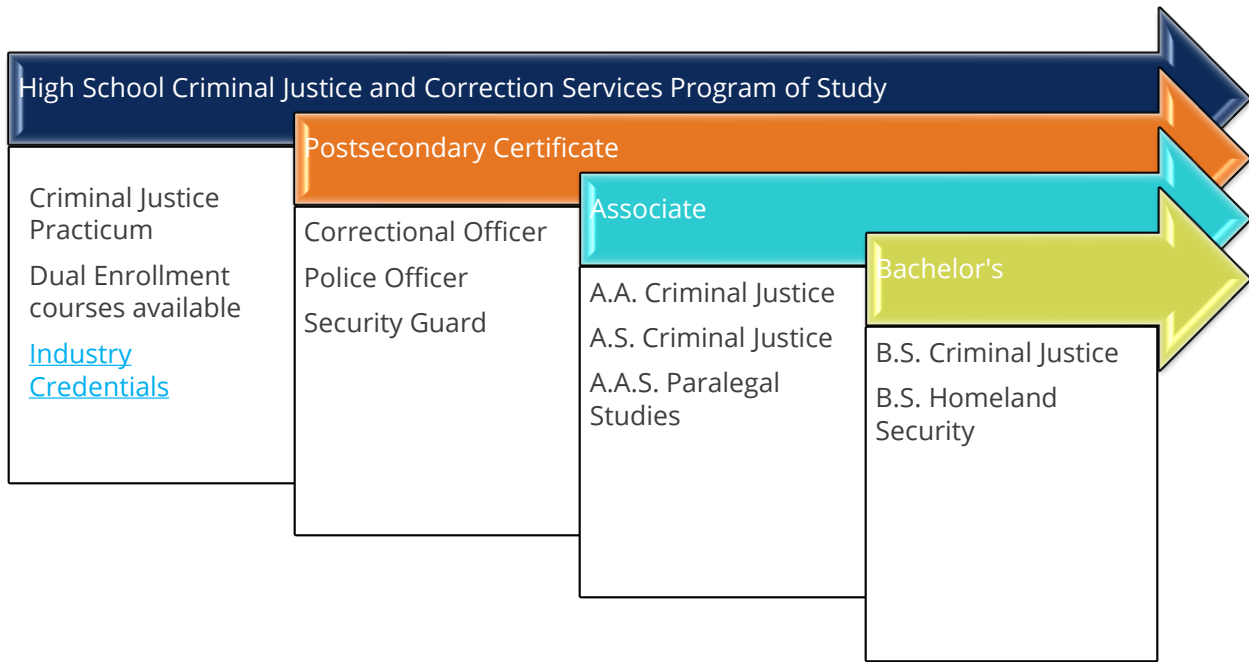 High School Criminal Justice and Correction Services Program of Study
Criminal Justice
Practicum
Dual Enrollment
courses available
Industry
Credentials
Postsecondary Certificate
Correctional Officer
Police Officer
Security Guard
Associate
A.A. Criminal Justice
A.S. Criminal Justice
A.A.S. Paralegal
Studies
Bachelor's
B.S. Criminal Justice
B.S. Homeland
Security